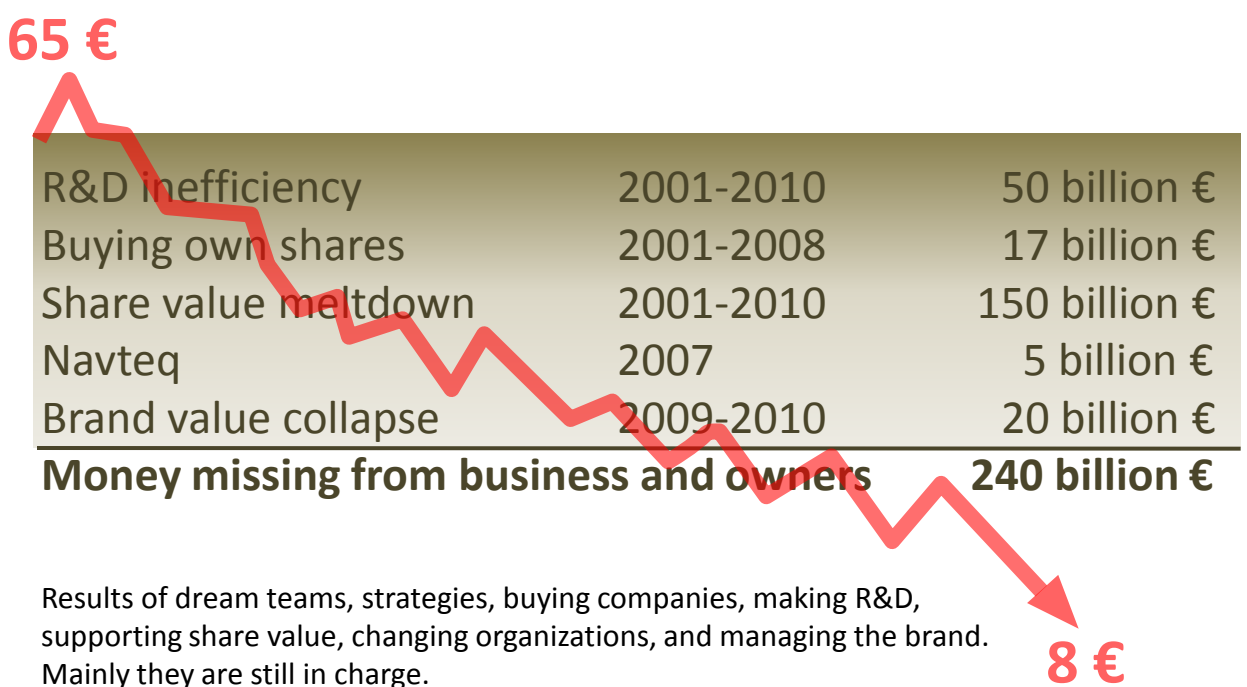 65 €
R&D inefficiency 2001-2010 50 billion €
Buying own shares 2001-2008 17 billion €
Share value meltdown 2001-2010 150 billion €
Navteq 2007 5 billion €
Brand value collapse 2009-2010 20 billion €
Money missing from business and owners 240 billion €
Results of dream teams, strategies, buying companies, making R&D,
supporting share value, changing organizations, and managing the brand.
Mainly they are still in charge.
8 €